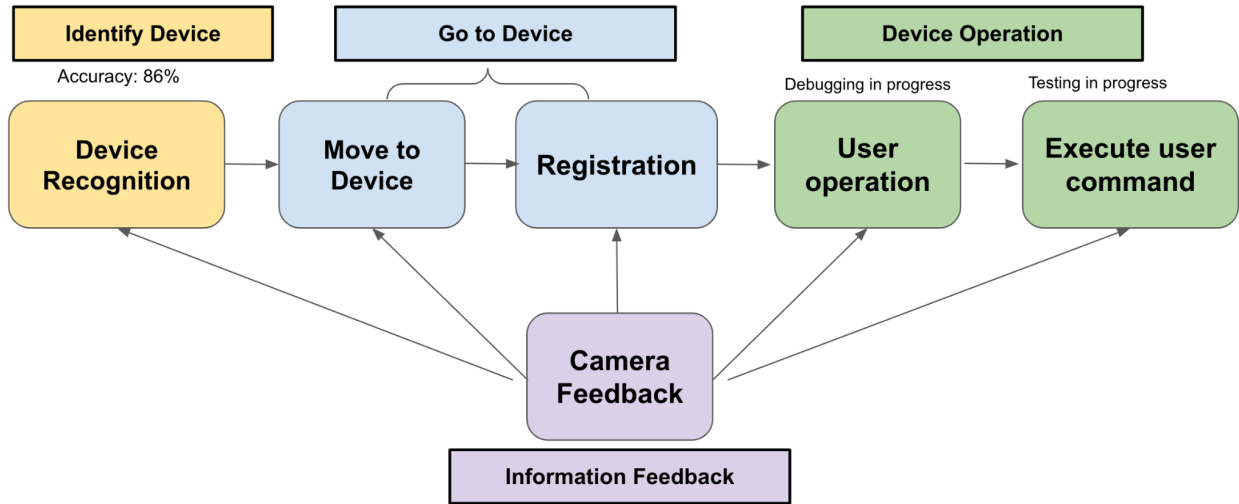 Identify Device
Go to Device
Device Operation
Accuracy: 86%
Debugging in progress
Testing in progress
Device
Recognition
Move to
Device
Registration
User
operation
Execute user
command
Camera
Feedback
Information Feedback